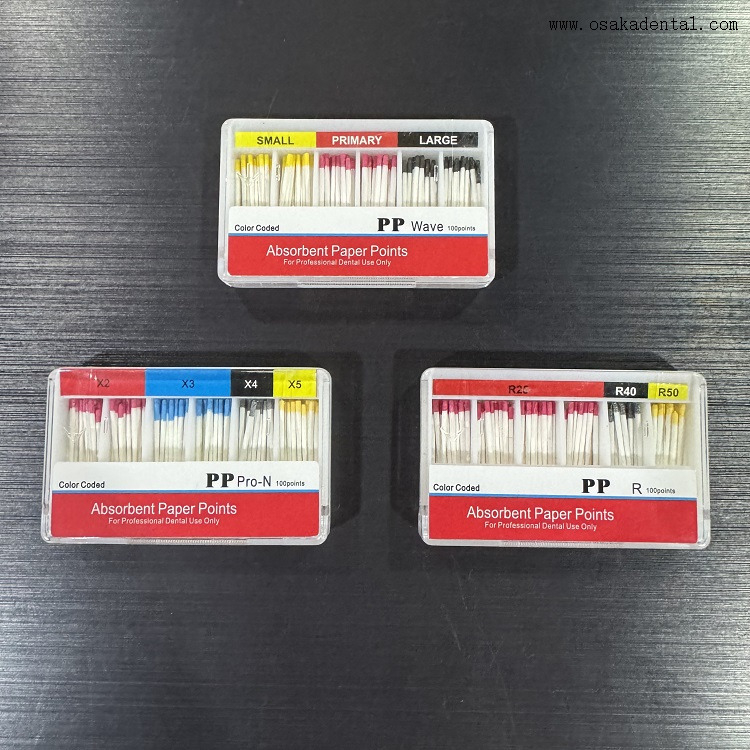 www.osakadental.com
SMALL PRIMARY LARGE
Color Coded PP Wave 100points
Absorbent Paper Points
For Professional Dental Use Only
X2 X3 X4 X5
Color Coded PP Pro-N 100points
Absorbent Paper Points
For Professional Dental Use Only
R40 R50
Color Coded PP R 100points
Absorbent Paper Points
For Professional Dental Use Only